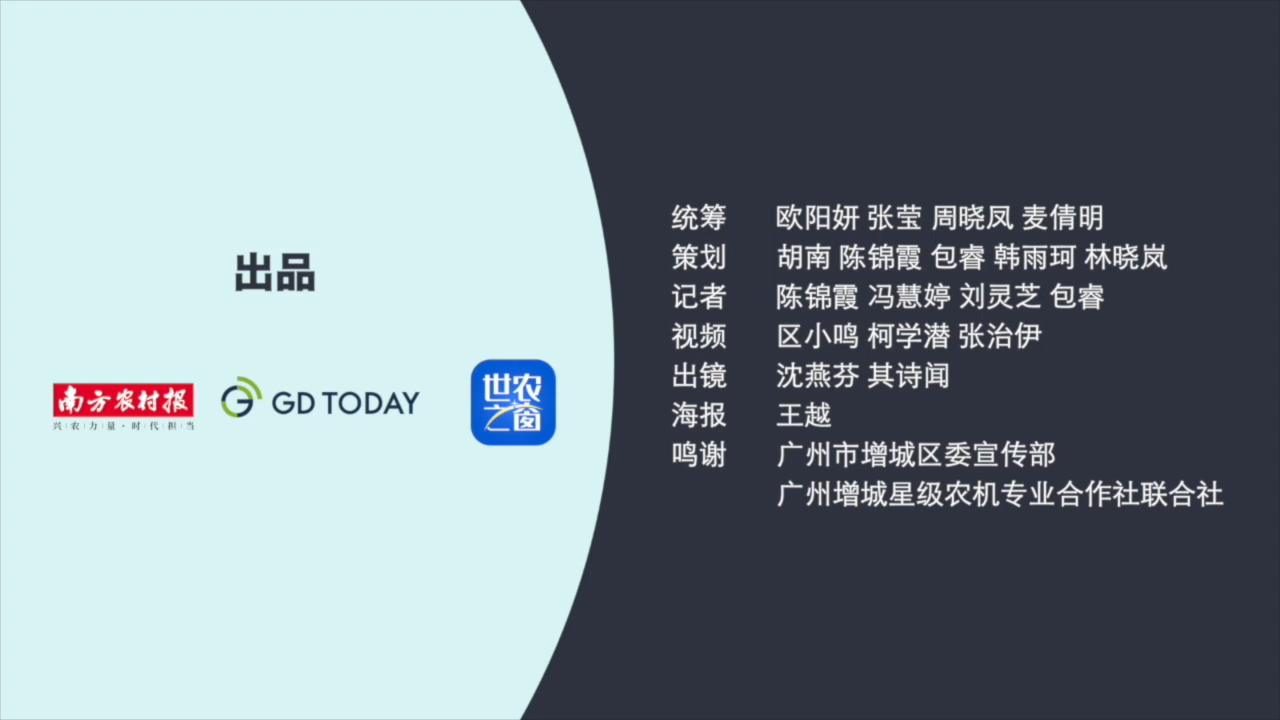 出品
南方农村报
兴农力量·时代担当
GD TODAY
世农
之窗
统筹 欧阳妍 张莹 周晓凤 麦倩明
策划 胡南 陈锦霞 包睿 韩雨珂 林晓岚
记者 陈锦霞 冯慧婷 刘灵芝 包睿
视频 区小鸣 柯学潜 张治伊
出镜 沈燕芬 其诗闻
海报 王越
鸣谢 广州市增城区委宣传部
广州增城星级农机专业合作社联合社